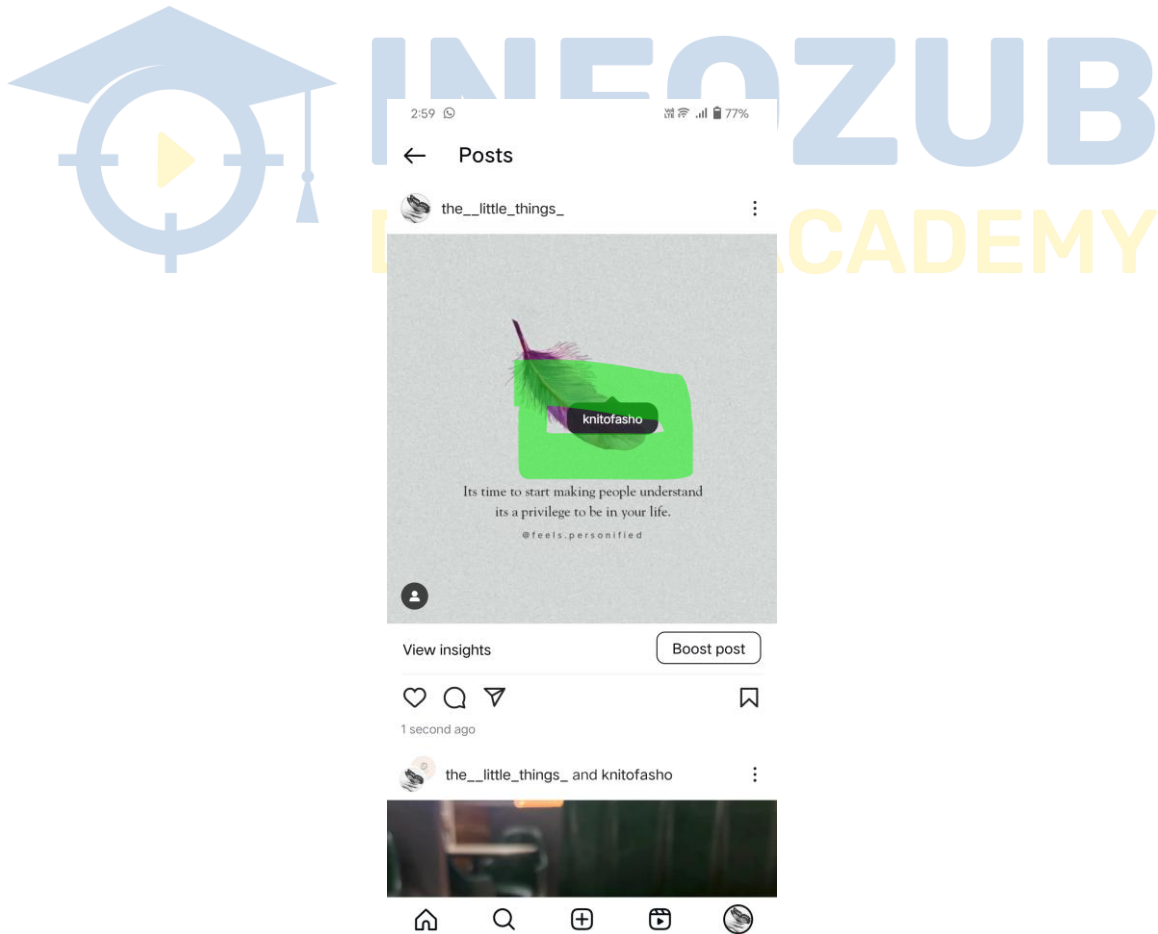 INFOZUB
ACADEMY
2:59
77%
Posts
the__little_things_
knitofasho
Its time to start making people understand
its a privilege to be in your life.
@feels.personified
View insights
Boost post
1 second ago
the__little_things_ and knitofasho